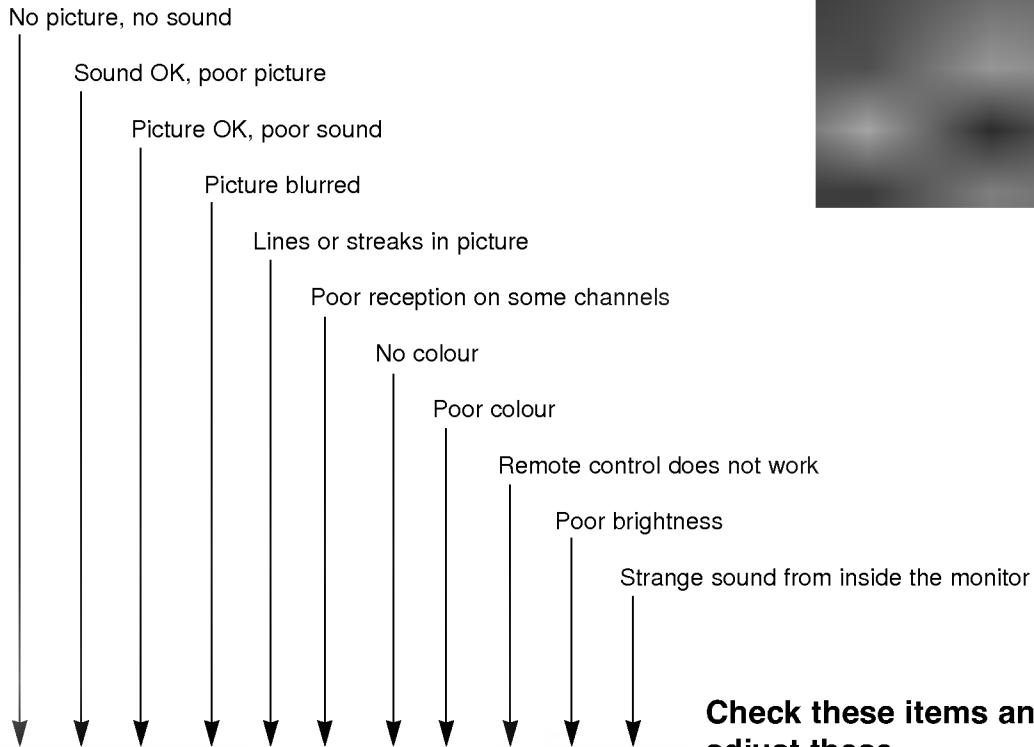 No picture, no sound
Sound OK, poor picture
Picture OK, poor sound
Picture blurred
Lines or streaks in picture
Poor reception on some channels
No colour
Poor colour
Remote control does not work
Poor brightness
Strange sound from inside the monitor
Check these items an
adjust these